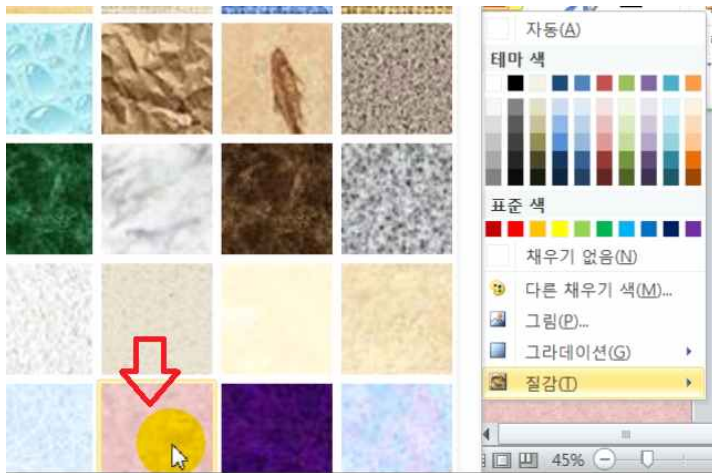 자동(A)
테마 색
표준 색
채우기 없음(N)
다른 채우기 색(M)...
그림(P)...
그라데이션(G)
질감(T)
45%